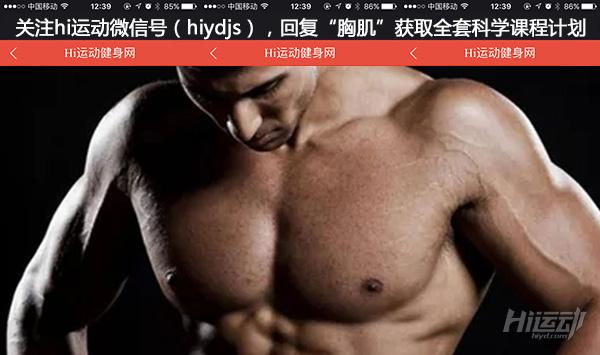 中国移动 12:39 85%
中国移动 12:39 86%
中国移动 12:39 86%
关注hi运动微信号（hiydjs），回复“胸肌”获取全套科学课程计划
Hi运动健身网
Hi运动健身网
Hi运动健身网
Hi运动
hiyd.com